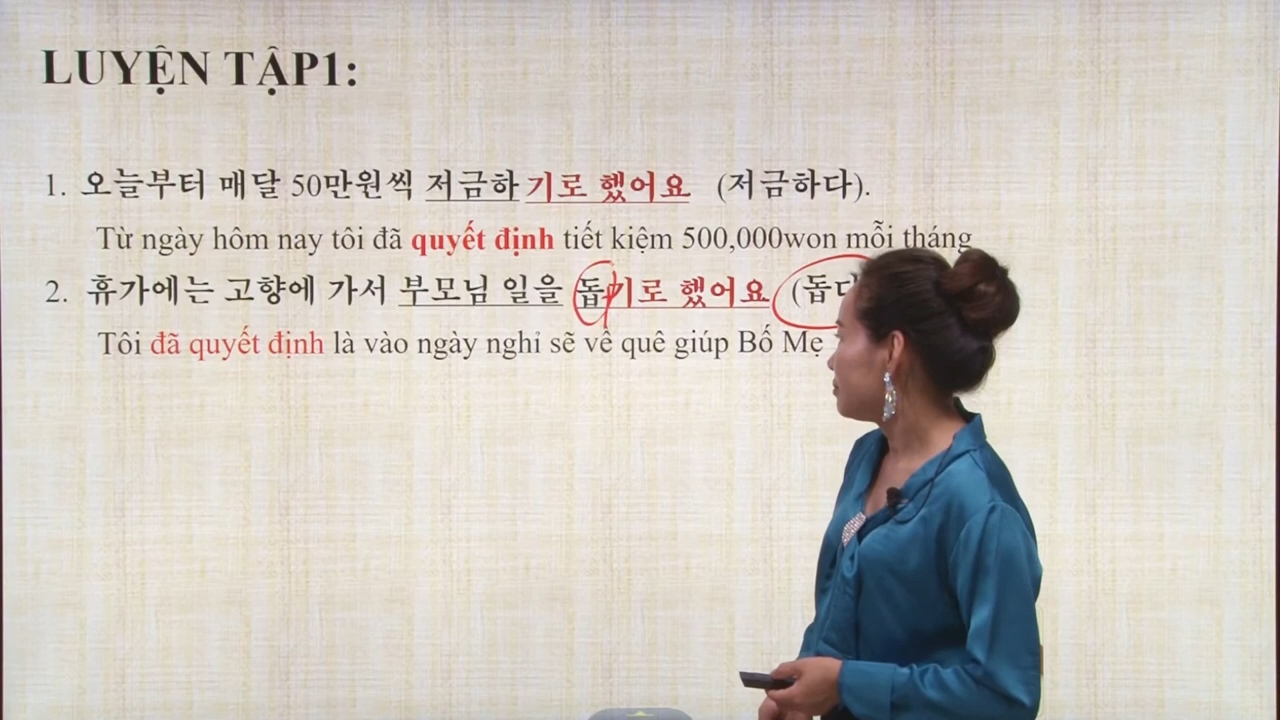 LUYỆN TẬP1:
1. 오늘부터 매달 50만원씩 저금하기로 했어요 (저금하다).
Từ ngày hôm nay tôi đã quyết định tiết kiệm 500,000won mỗi tháng
2. 휴가에는 고향에 가서 부모님 일을 돕기로 했어요 (돕다
Tôi đã quyết định là vào ngày nghỉ sẽ về quê giúp Bố Mẹ